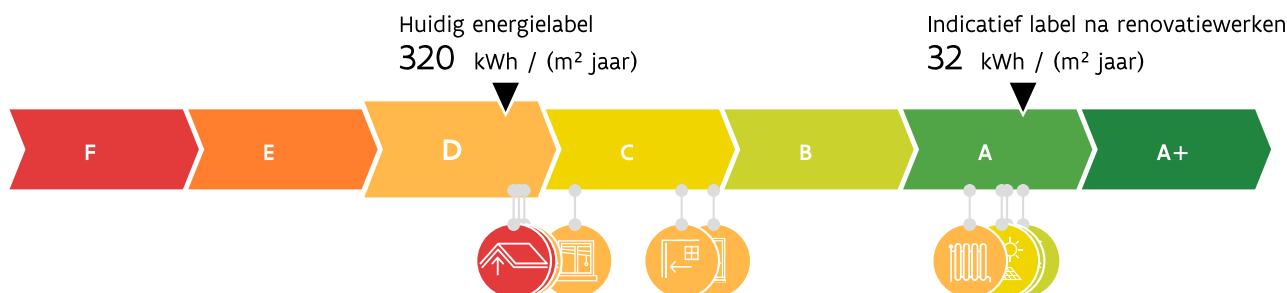 Huidig energielabel
320 kWh / (m² jaar)
Indicatief label na renovatiewerken
32 kWh / (m² jaar)
F E D C B A A+